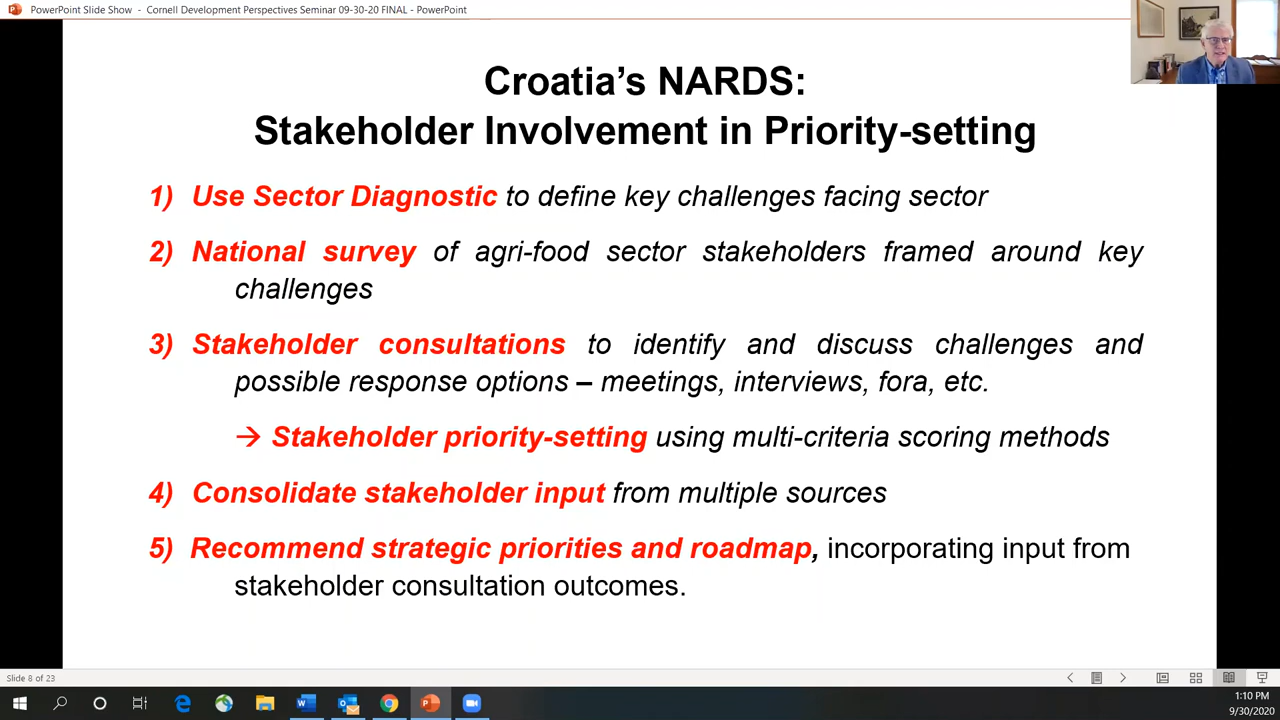 PowerPoint Slide Show - Cornell Development Perspectives Seminar 09-30-20 FINAL - PowerPoint
Croatia's NARDS:
Stakeholder Involvement in Priority-setting
1) Use Sector Diagnostic to define key challenges facing sector
2) National survey of agri-food sector stakeholders framed around key
challenges
3) Stakeholder consultations to identify and discuss challenges and
possible response options – meetings, interviews, fora, etc.
→ Stakeholder priority-setting using multi-criteria scoring methods
4) Consolidate stakeholder input from multiple sources
5) Recommend strategic priorities and roadmap, incorporating input from
stakeholder consultation outcomes.
Slide 8 of 23
1:10 PM
9/30/2020